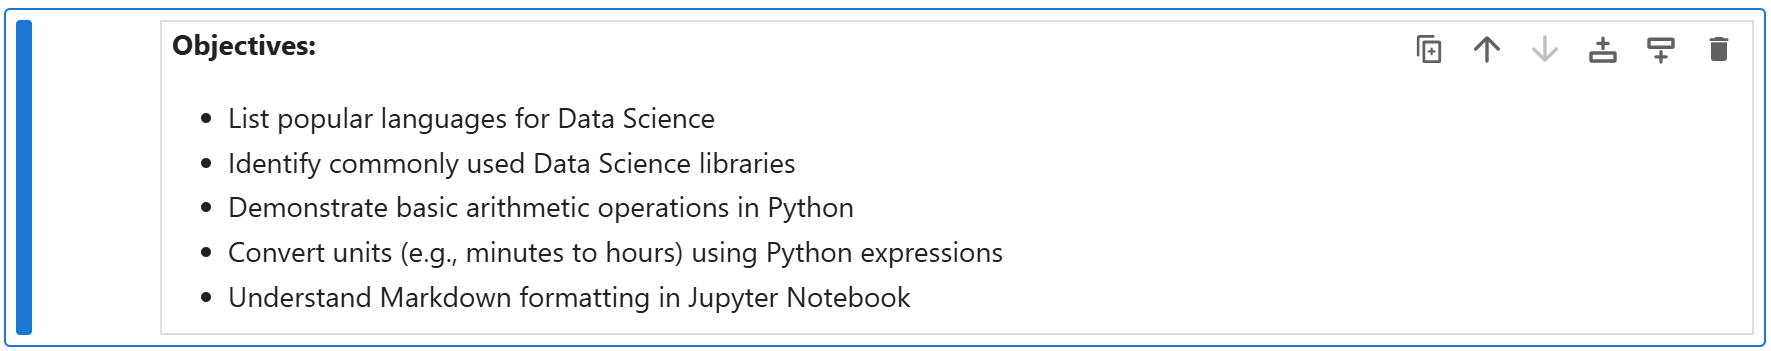 Objectives:
• List popular languages for Data Science
• Identify commonly used Data Science libraries
• Demonstrate basic arithmetic operations in Python
• Convert units (e.g., minutes to hours) using Python expressions
• Understand Markdown formatting in Jupyter Notebook